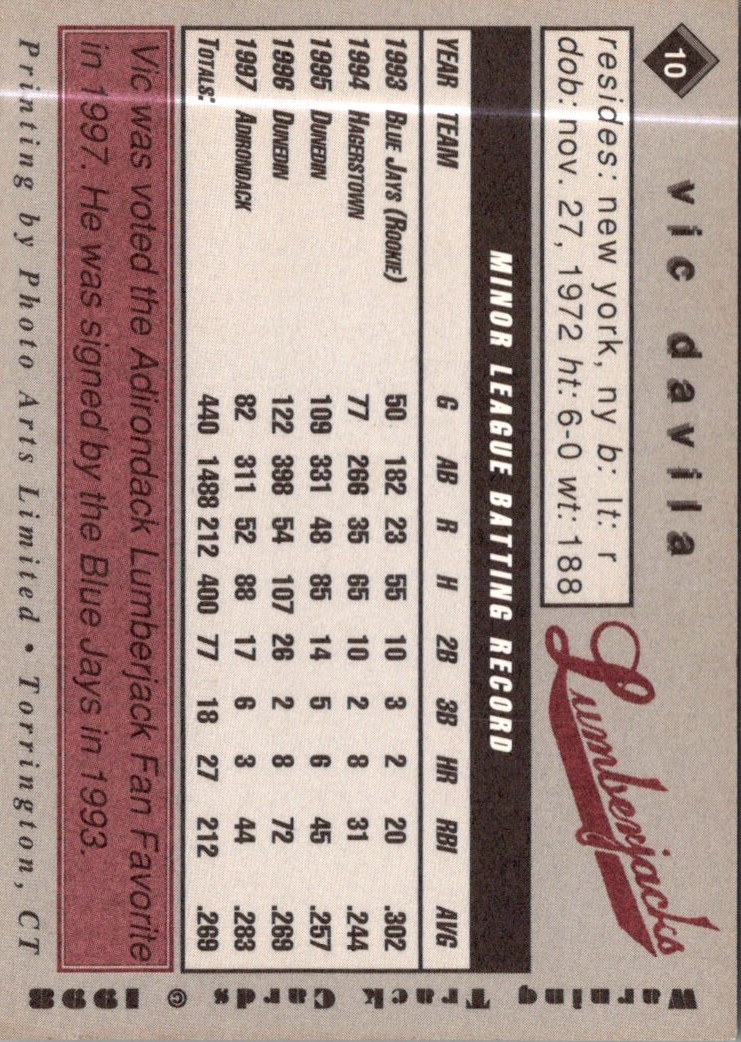 10
vic davila
resides: new york, ny b: lt: r
dob: nov. 27, 1972 ht: 6-0 wt: 188
Lumberjacks
MINOR LEAGUE BATTING RECORD
YEAR TEAM G AB R H 2B 3B HR RBI AVG
1993 BLUE JAYS (ROOKIE) 50 182 23 55 10 3 2 20 .302
1994 HAGERSTOWN 77 266 35 65 10 2 8 31 .244
1995 DUNEDIN 109 331 48 85 14 5 6 45 .257
1996 DUNEDIN 122 398 54 107 26 2 8 72 .269
1997 ADIRONDACK 82 311 52 88 17 6 3 44 .283
TOTALS: 440 1488 212 400 77 18 27 212 .269
Vic was voted the Adirondack Lumberjack Fan Favorite
in 1997. He was signed by the Blue Jays in 1993.
Printing by Photo Arts Limited • Torrington, CT
Warning Track Cards © 1998